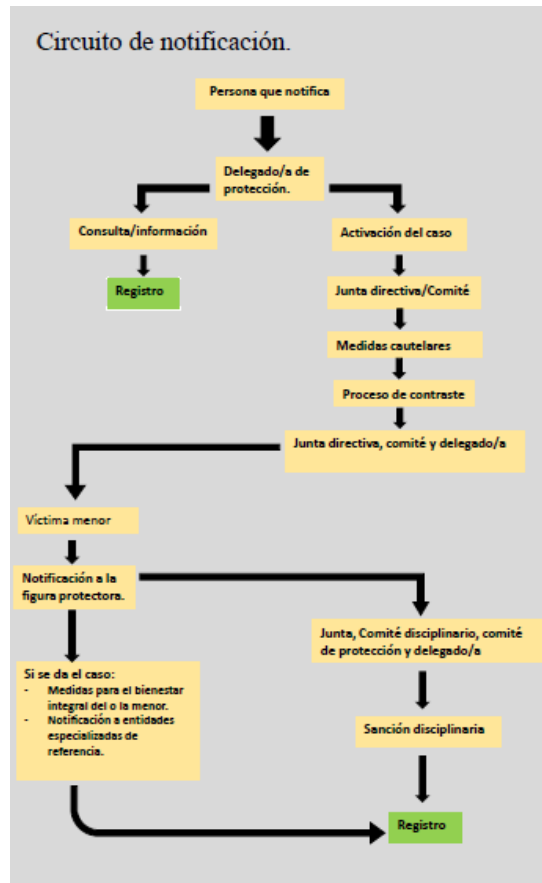 Circuito de notificación.
Persona que notifica
Delegado/a de
protección.
Consulta/información
Activación del caso
Registro
Junta directiva/Comité
Medidas cautelares
Proceso de contraste
Junta directiva, comité y delegado/a
Víctima menor
Notificación a la
figura protectora.
Junta, Comité disciplinario, comité
de protección y delegado/a
Si se da el caso:
- Medidas para el bienestar
integral del o la menor.
- Notificación a entidades
especializadas de
referencia.
Sanción disciplinaria
Registro